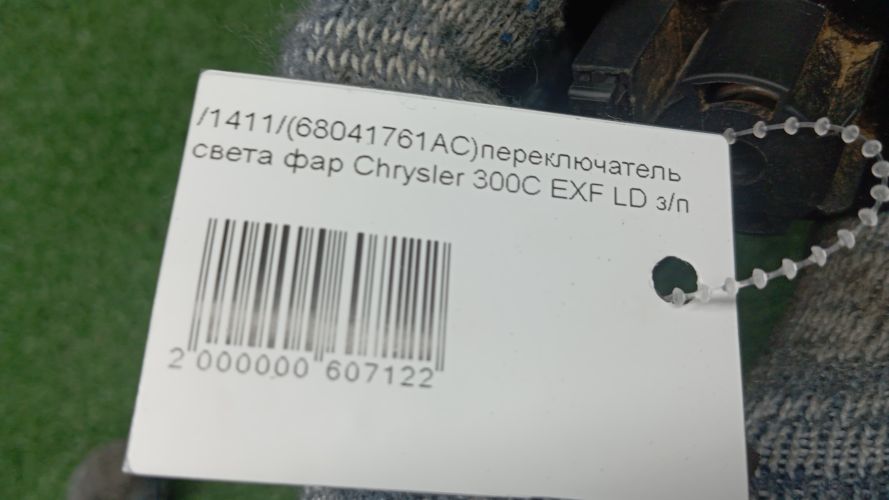 /1411/(68041761AC)переключатель
света фар Chrysler 300C EXF LD з/п
2 000000 607122